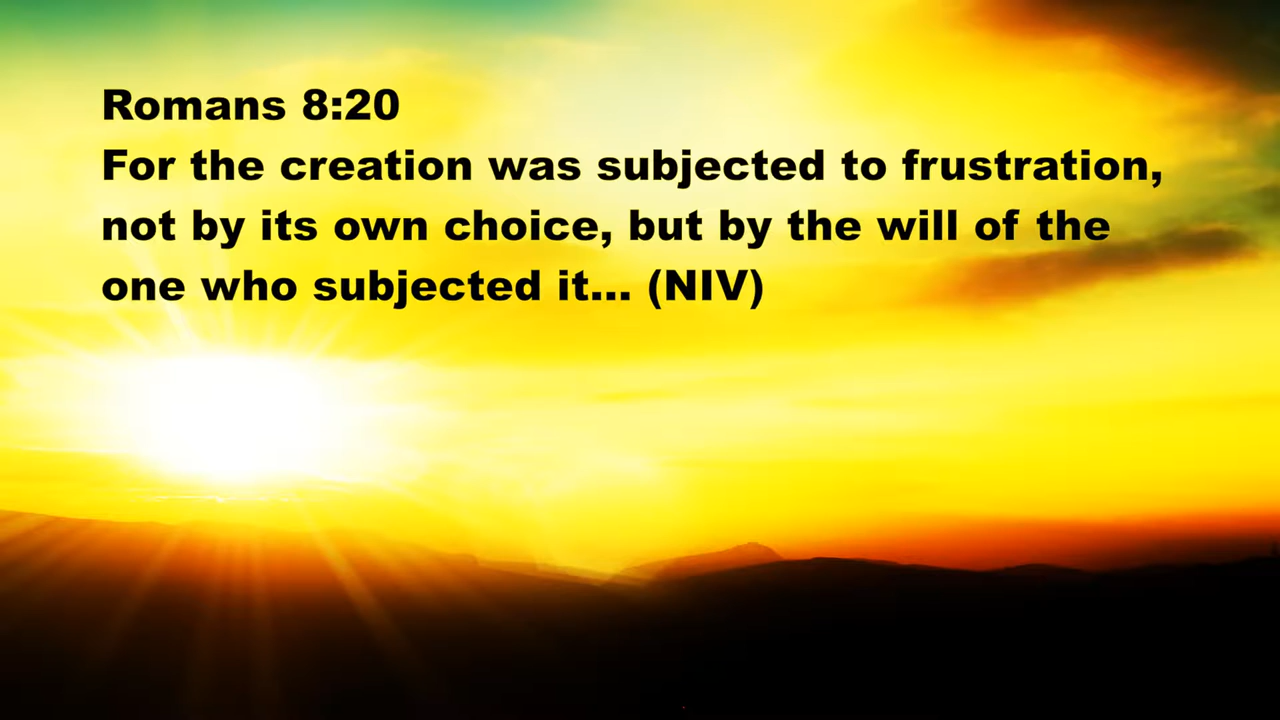 Romans 8:20
For the creation was subjected to frustration,
not by its own choice, but by the will of the
one who subjected it... (NIV)